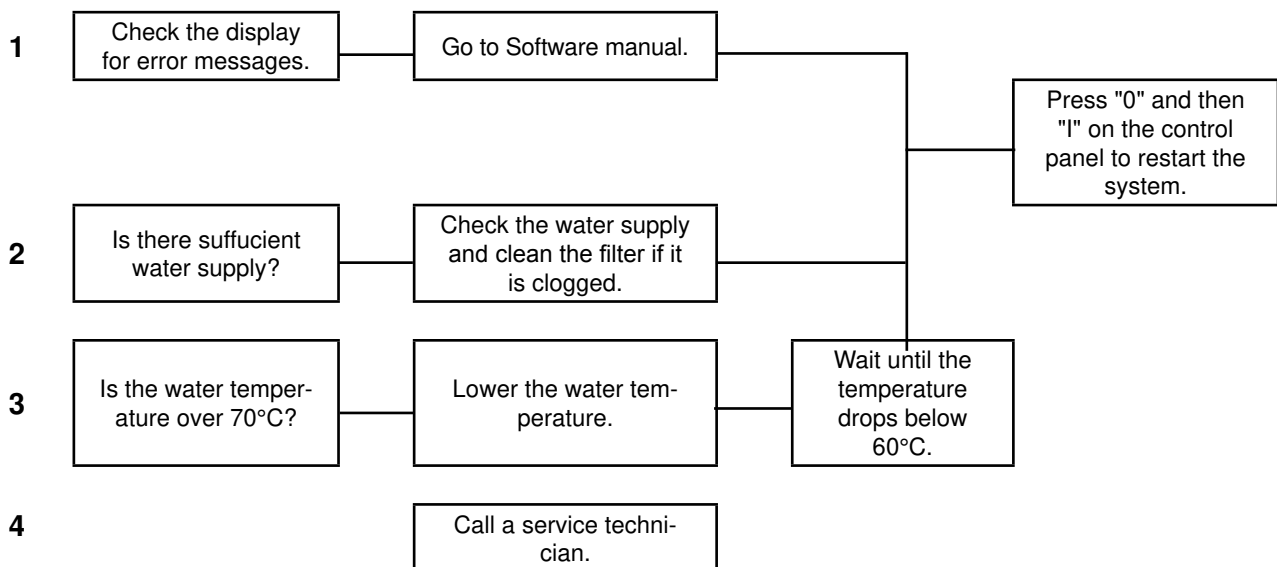 1
Check the display
for error messages.
Go to Software manual.
Press "0" and then
"I" on the control
panel to restart the
system.
2
Is there suffucient
water supply?
Check the water supply
and clean the filter if it
is clogged.
3
Is the water temper-
ature over 70°C?
Lower the water tem-
perature.
Wait until the
temperature
drops below
60°C.
4
Call a service techni-
cian.